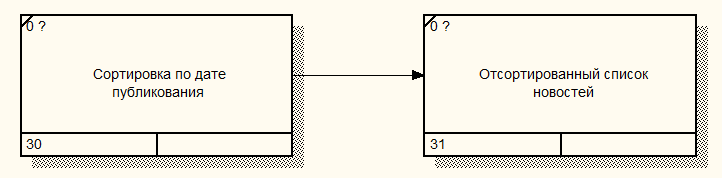 0 ?
Сортировка по дате
публикования
30
0 ?
Отсортированный список
новостей
31